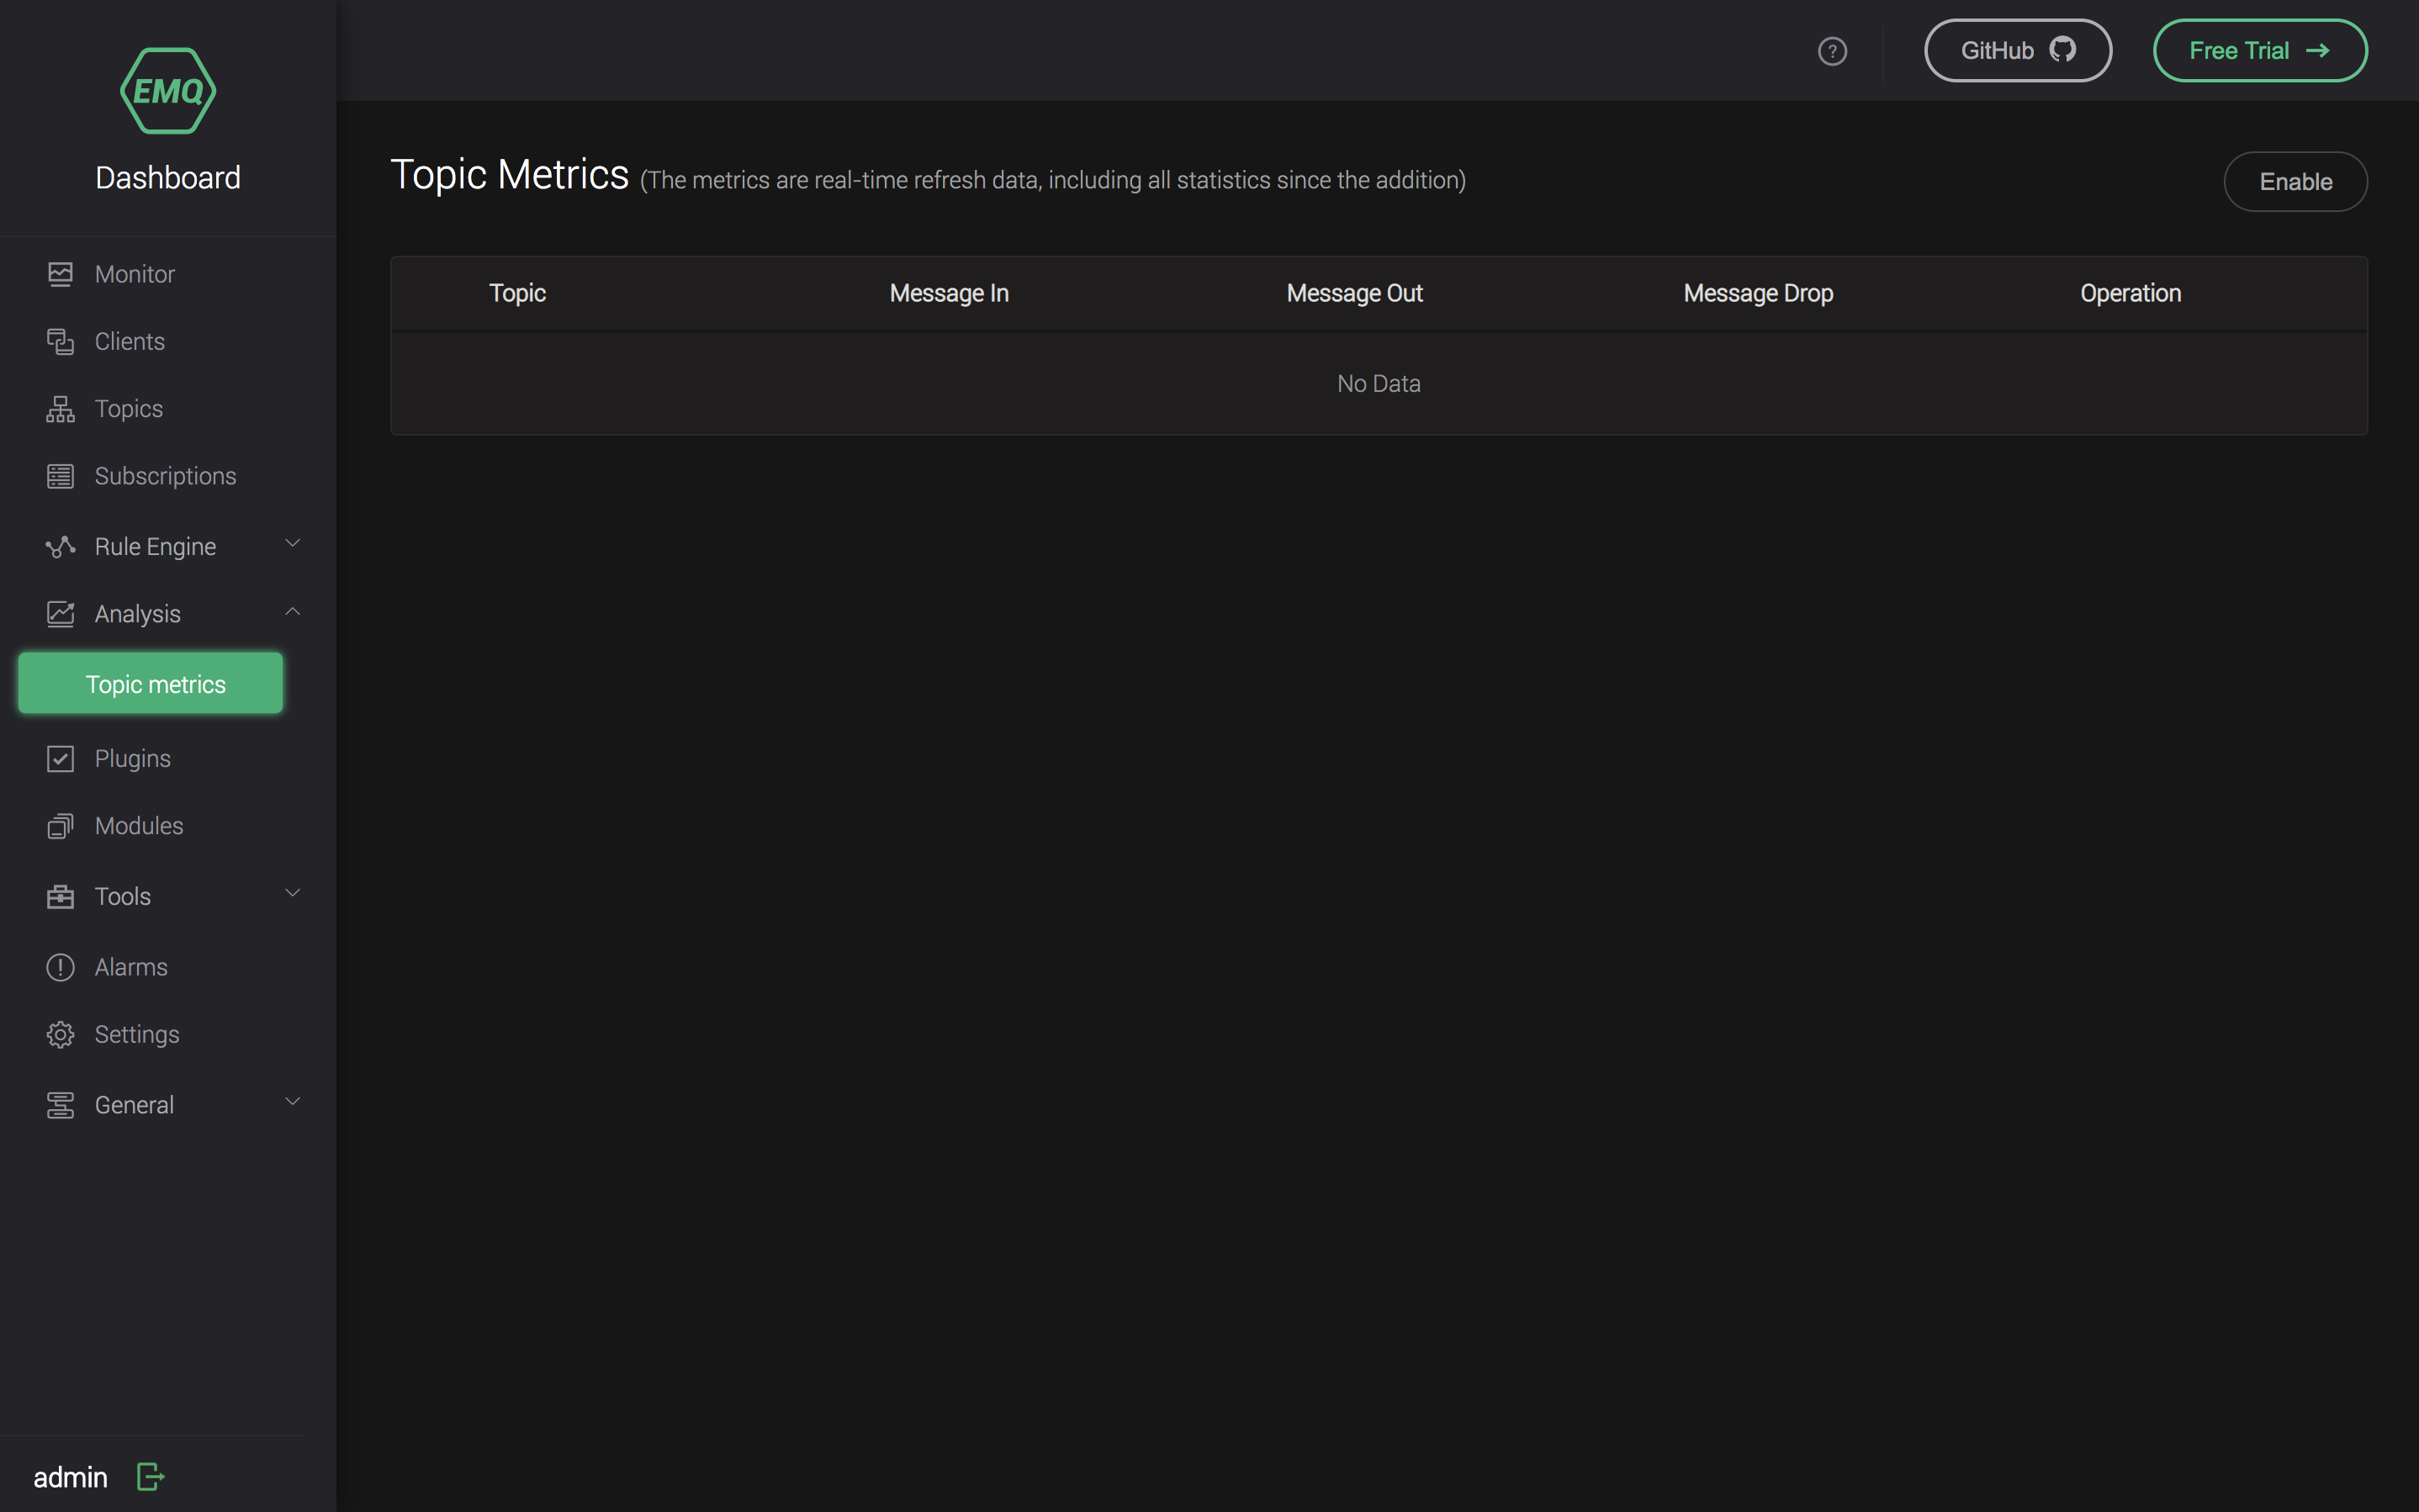 EMQ
Dashboard
Monitor
Clients
Topics
Subscriptions
Rule Engine
Analysis
Topic metrics
Plugins
Modules
Tools
Alarms
Settings
General
admin
? GitHub Free Trial →
Topic Metrics (The metrics are real-time refresh data, including all statistics since the addition)
Enable
Topic Message In Message Out Message Drop Operation
No Data